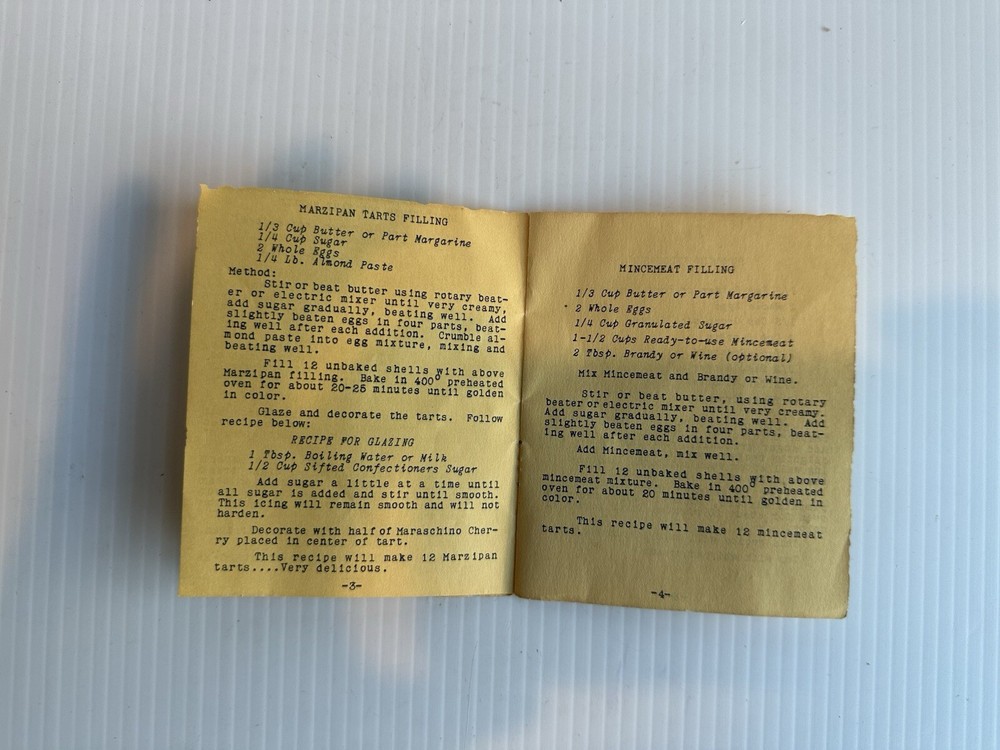 MARZIPAN TARTS FILLING
1/3 Cup Butter or Part Margarine
1/4 Cup Sugar
2 Whole Eggs
1/4 Lb. Almond Paste
Method:
Stir or beat butter using rotary beat-
er or electric mixer until very creamy,
add sugar gradually, beating well. Add
slightly beaten eggs in four parts, beat-
ing well after each addition. Crumble al-
mond paste into egg mixture, mixing and
beating well.
Fill 12 unbaked shells with above
Marzipan filling. Bake in 400° preheated
oven for about 20-25 minutes until golden
in color.
Glaze and decorate the tarts. Follow
recipe below:
RECIPE FOR GLAZING
1 Tbsp. Boiling Water or Milk
1/2 Cup Sifted Confectioners Sugar
Add sugar a little at a time until
all sugar is added and stir until smooth.
This icing will remain smooth and will not
harden.
Decorate with half of Maraschino Cher-
ry placed in center of tart.
This recipe will make 12 Marzipan
tarts....Very delicious.
-3-
MINCEMEAT FILLING
1/3 Cup Butter or Part Margarine
2 Whole Eggs
1/4 Cup Granulated Sugar
1-1/2 Cups Ready-to-use Mincemeat
2 Tbsp. Brandy or Wine (optional)
Mix Mincemeat and Brandy or Wine.
Stir or beat butter, using rotary
beater or electric mixer until very creamy.
Add sugar gradually, beating well. Add
slightly beaten eggs in four parts, beat-
ing well after each addition.
Add Mincemeat, mix well.
Fill 12 unbaked shells with above
mincemeat mixture. Bake in 400° preheated
oven for about 20 minutes until golden in
color.
This recipe will make 12 mincemeat
tarts.
-4-